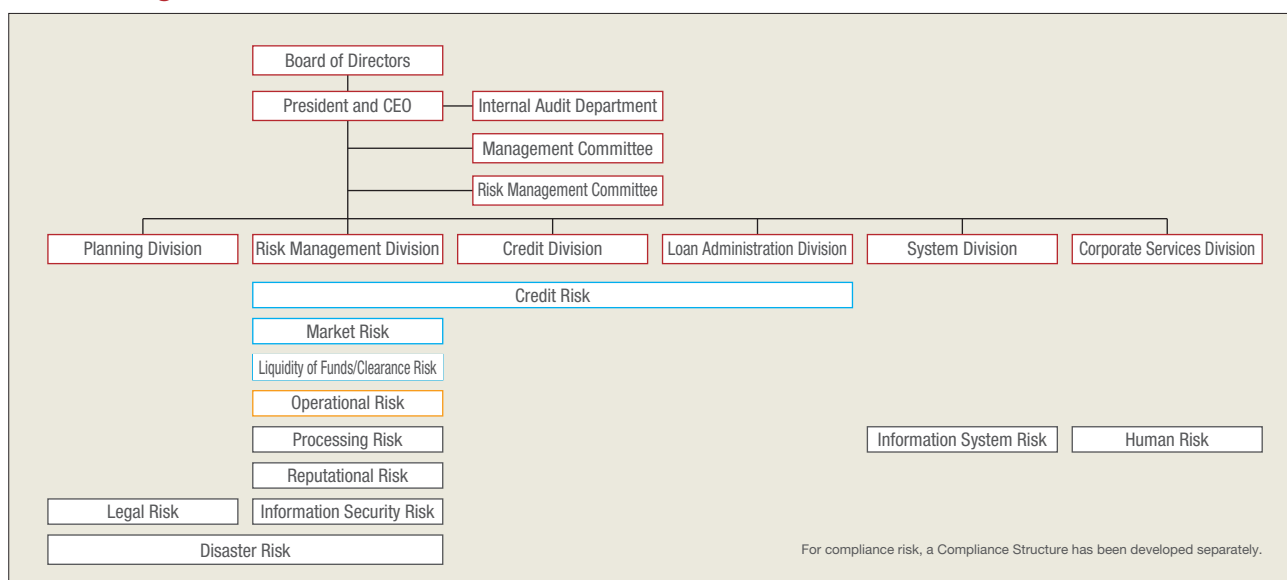 Board of Directors
President and CEO
Internal Audit Department
Management Committee
Risk Management Committee
Planning Division
Risk Management Division
Credit Division
Loan Administration Division
System Division
Corporate Services Division
Credit Risk
Market Risk
Liquidity of Funds/Clearance Risk
Operational Risk
Processing Risk
Information System Risk
Human Risk
Reputational Risk
Legal Risk
Information Security Risk
Disaster Risk
For compliance risk, a Compliance Structure has been developed separately.